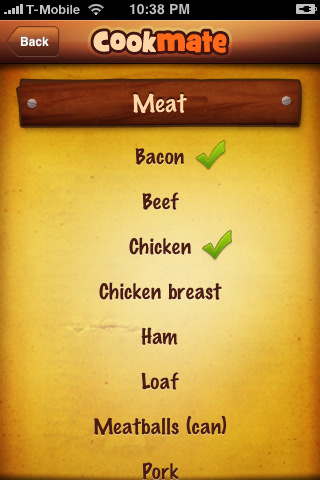 T-Mobile 10:38 PM
Back Cookmate
Meat
Bacon
Beef
Chicken
Chicken breast
Ham
Loaf
Meatballs (can)
Pork